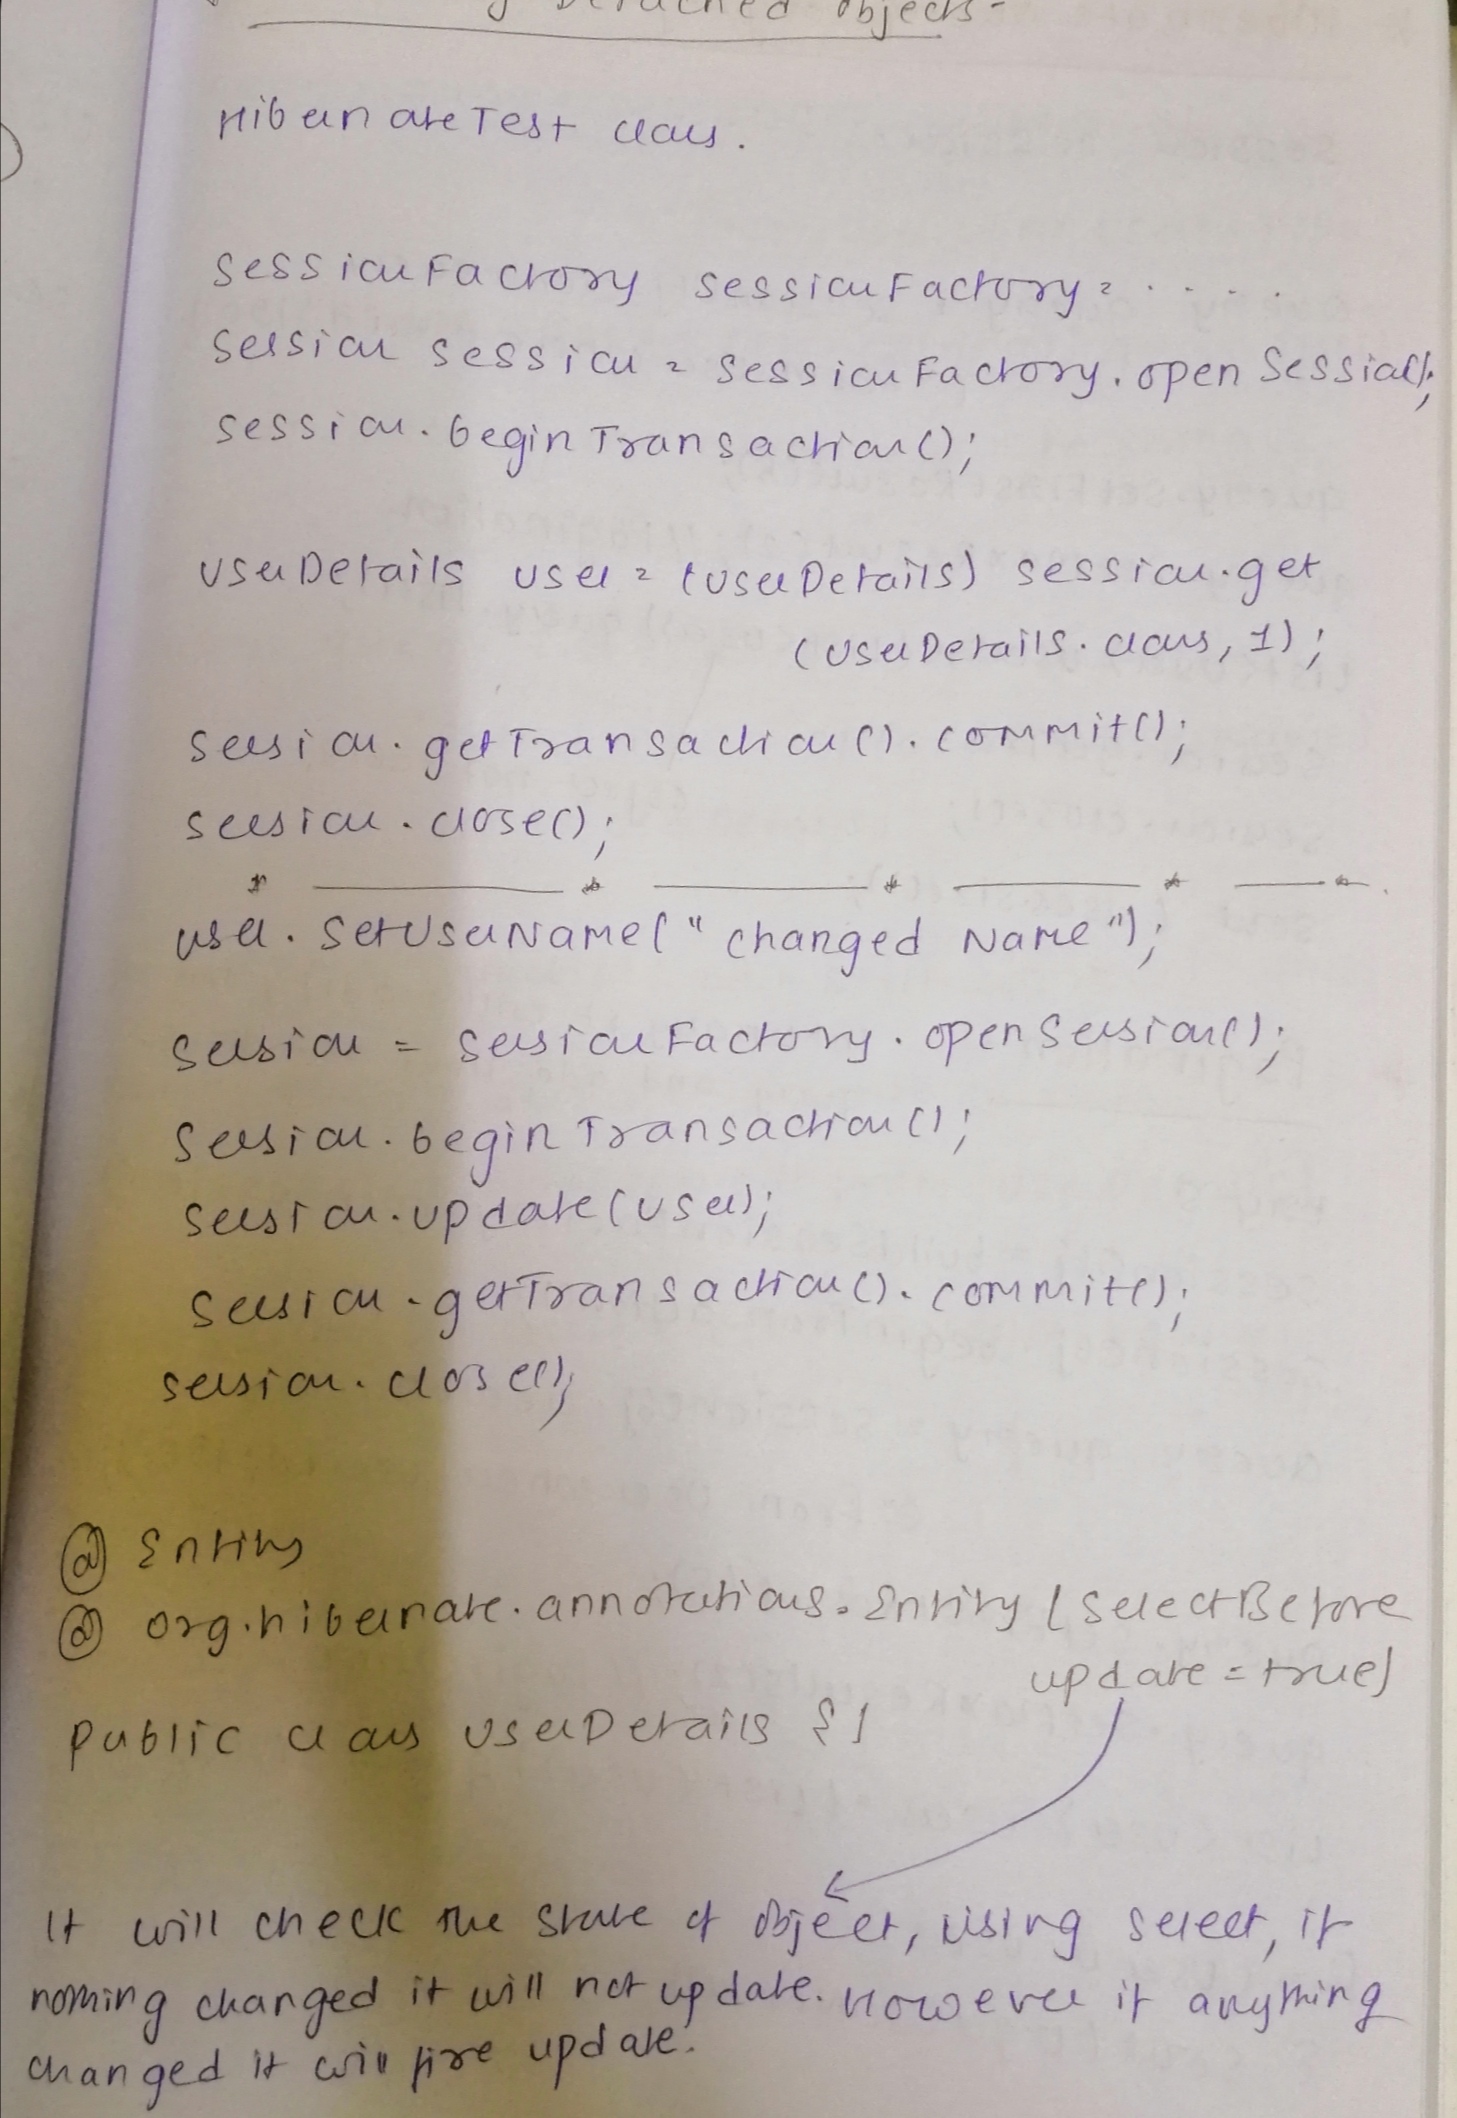 Detached Objects-
HibernateTest class.
SessionFactory sessionFactory = . . . .
Session session = sessionFactory.openSession();
session.beginTransaction();
UserDetails user = (UserDetails) session.get
(UserDetails.class, 1);
session.getTransaction().commit();
session.close();
user.setUserName("Changed Name");
session = sessionFactory.openSession();
session.beginTransaction();
session.update(user);
session.getTransaction().commit();
session.close();
@ Entity
@ org.hibernate.annotations.Entity (selectBefore
update = true)
public class UserDetails { }
It will check the state of object, using select, if
nothing changed it will not update. However if anything
changed it will fire update.